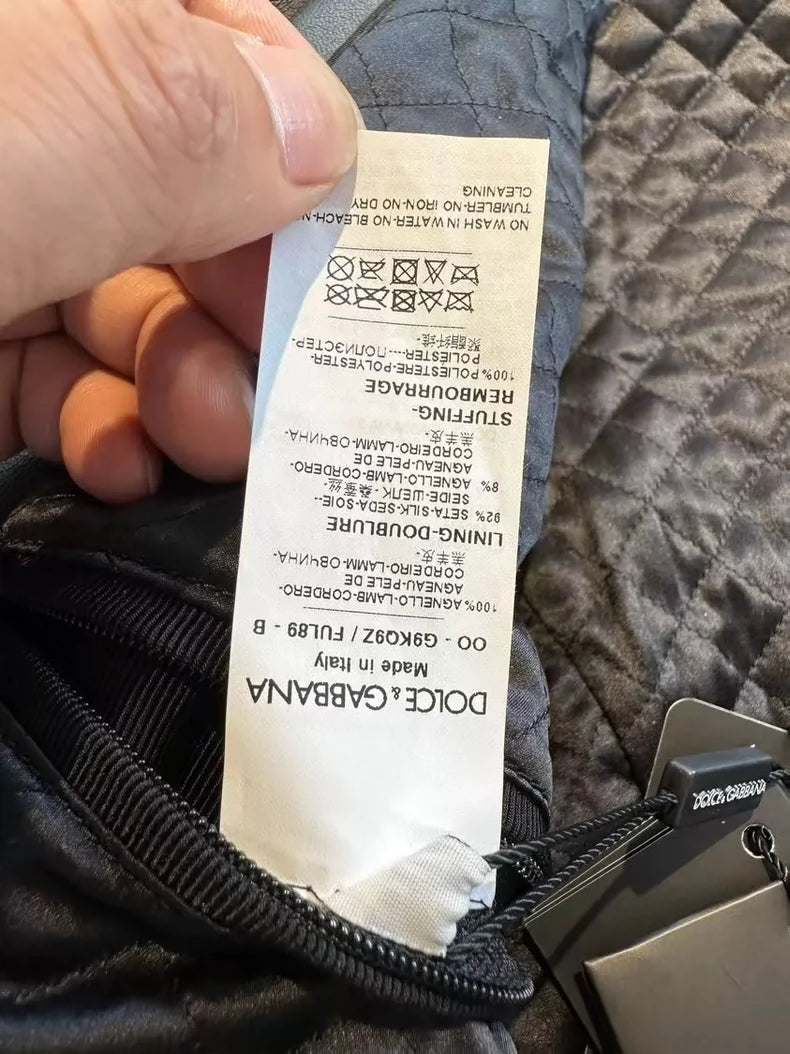 DOLCE & GABBANA
Made in Italy
OO - G9KQ9Z / FUL89 - B
100% AGNELLO-LAMB-CORDERO-
AGNEAU-PELE DE
CORDEIRO-LAMM-ОВЧИНА-
羔羊皮-
LINING-DOUBLURE
92% SETA-SILK-SEDA-SOIE--
SEIDE-ШЕЛК - 桑蚕丝-
8% AGNELLO-LAMB-CORDERO-
AGNEAU-PELE DE
CORDEIRO-LAMM-ОВЧИНА-
羔羊皮-
STUFFING-
REMBOURRAGE
100% POLIESTERE-POLYESTER-
POLIESTER----ПОЛИЭСТЕР-
聚酯纤维-
NO WASH IN WATER-NO BLEACH-
TUMBLER-NO IRON-NO DRY
CLEANING
DOLCE & GABBANA